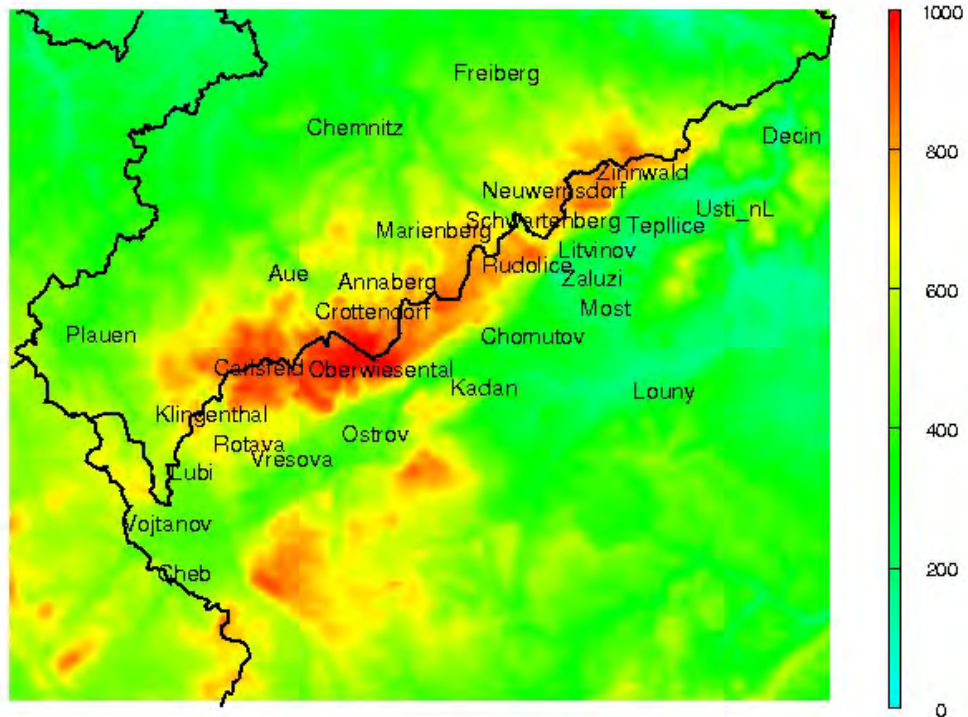 1000
Freiberg
Chemnitz
Decin
800
Zinnwald
Neuwernsdorf
Usti_nL
Schwartenberg
Teplice
Marienberg
Litvinov
Rudolice
Aue
Annaberg
Zaluzi
600
Most
Crottendorf
Plauen
Chomutov
Carlsfeld
Oberwiesental
Kadan
Louny
Klingenthal
400
Ostrov
Rotava
Vresova
Lubi
Vojtanov
Cheb
200
0